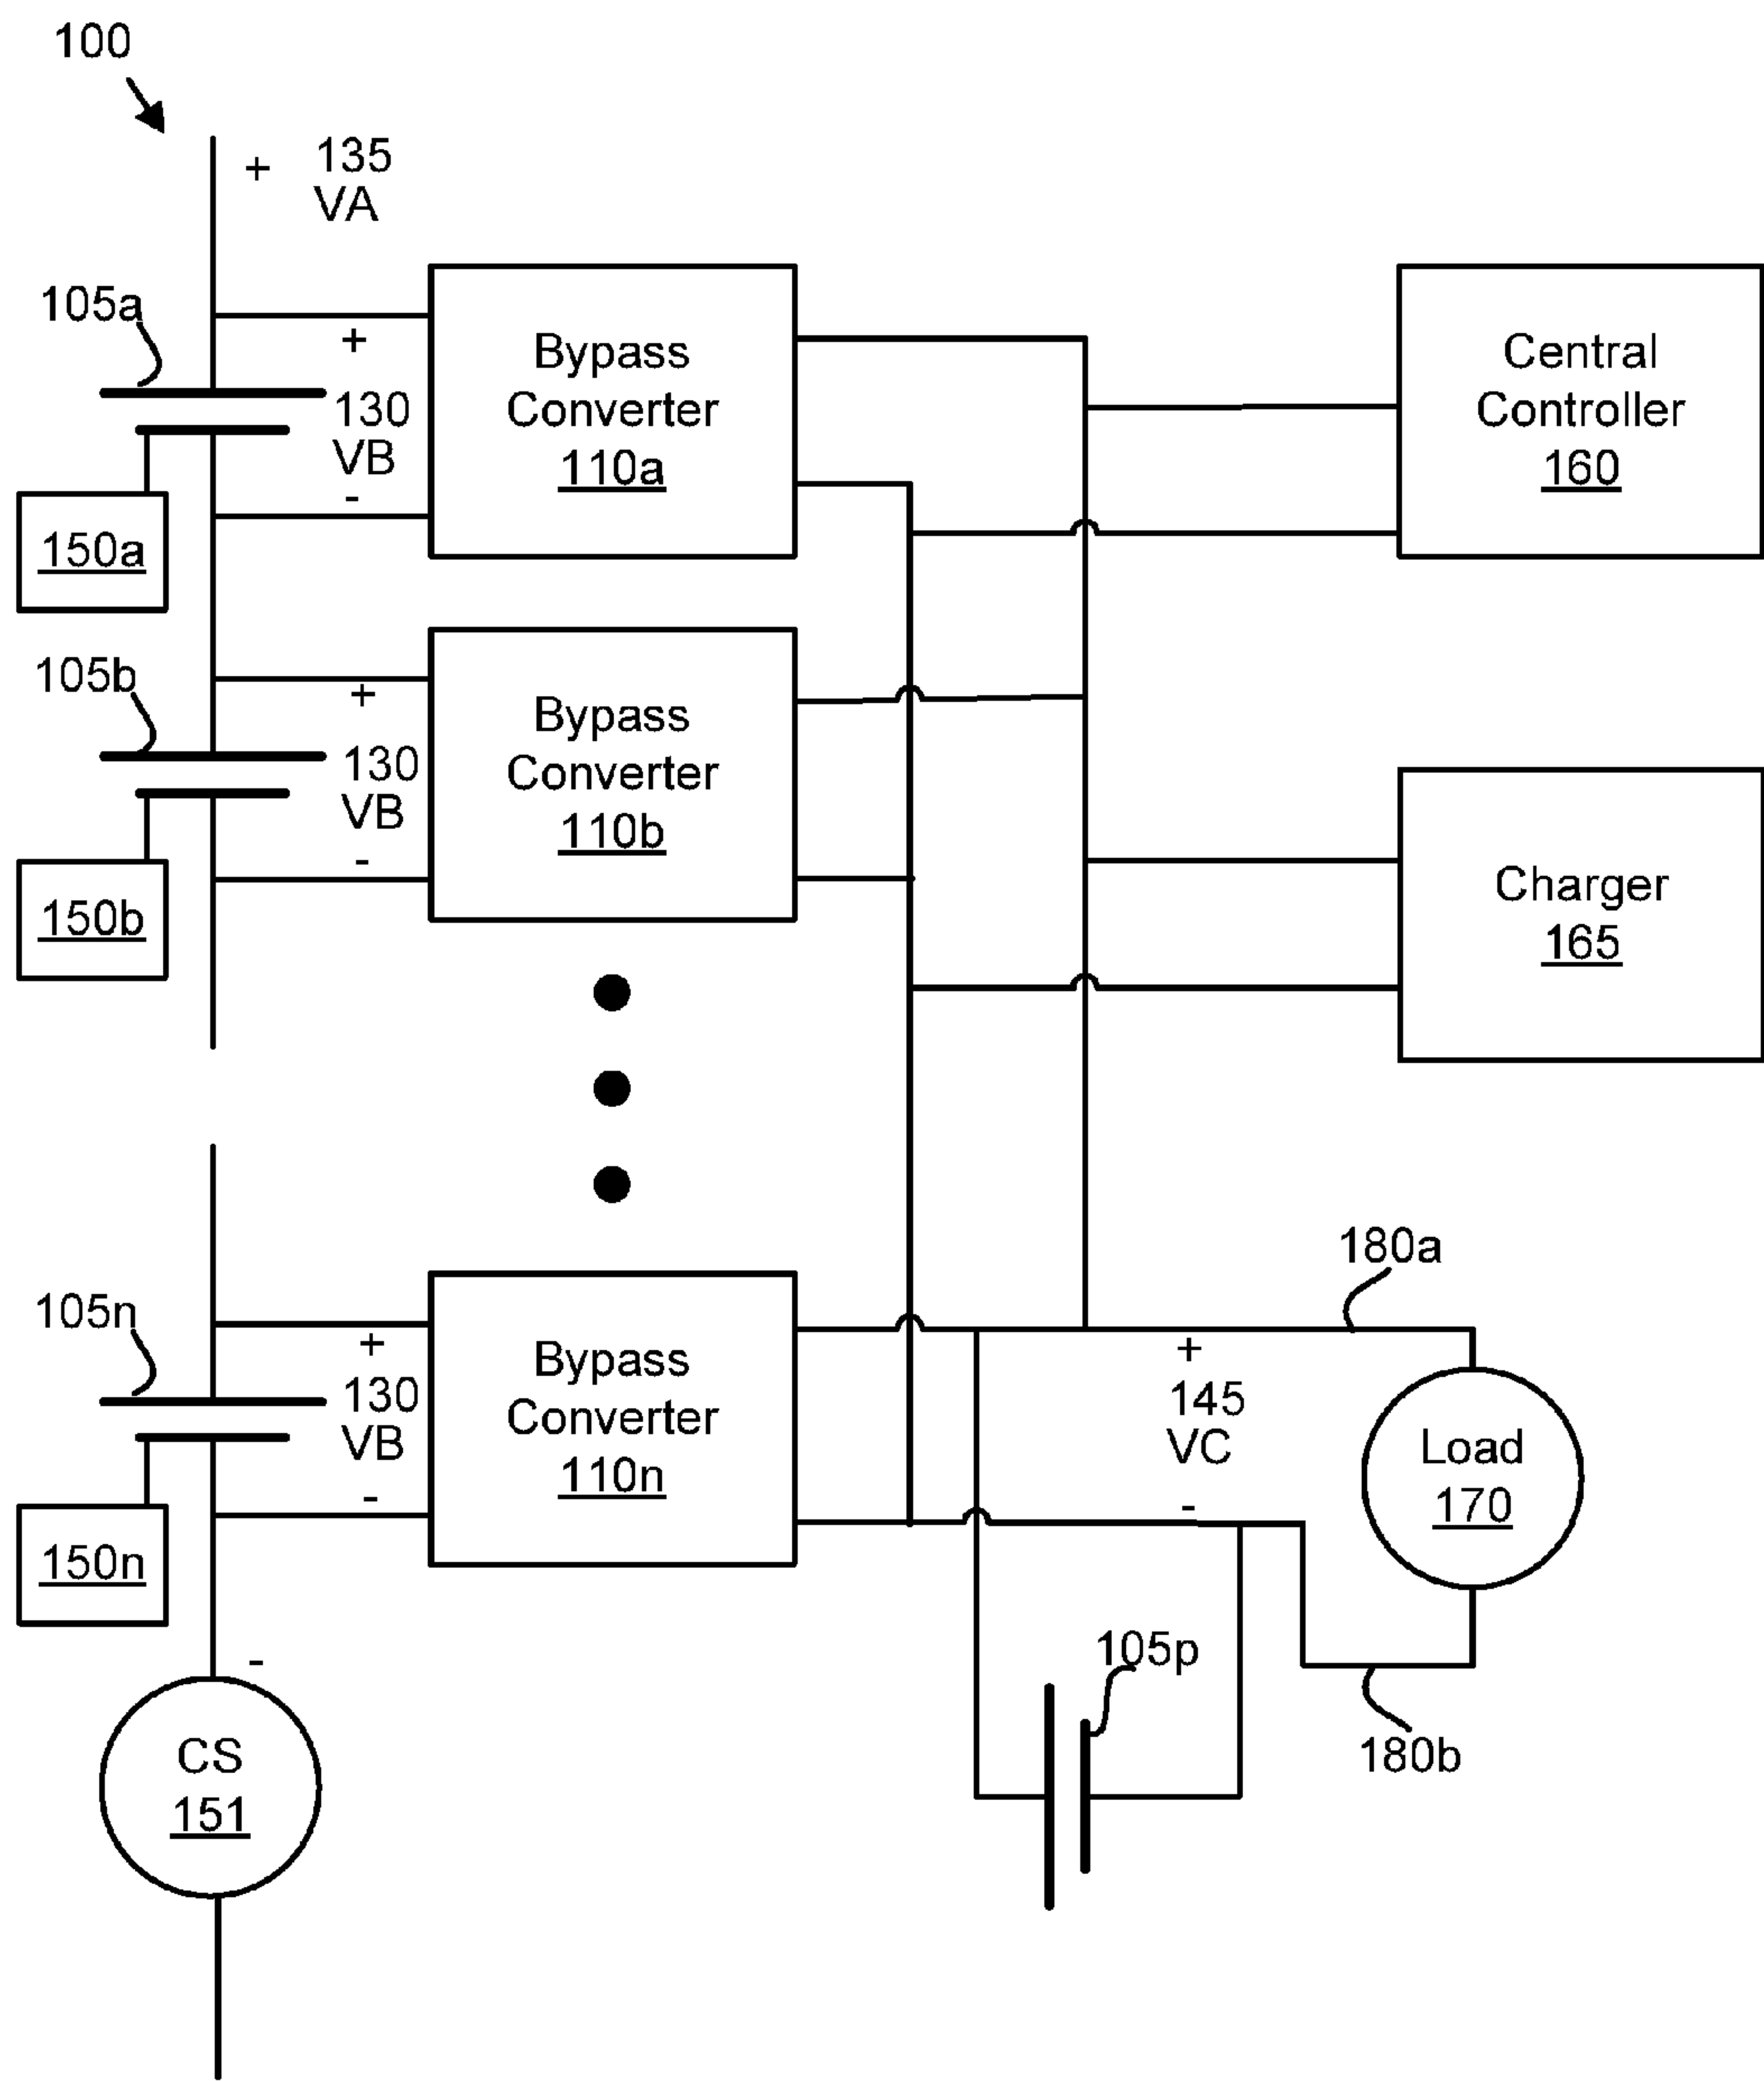 100
+ 135
VA
105a
+
130
VB
-
150a
Bypass
Converter
110a
Central
Controller
160
105b
+
130
VB
-
150b
Bypass
Converter
110b
Charger
165
105n
+
130
VB
-
150n
Bypass
Converter
110n
180a
+
145
VC
-
Load
170
-
CS
151
105p
180b